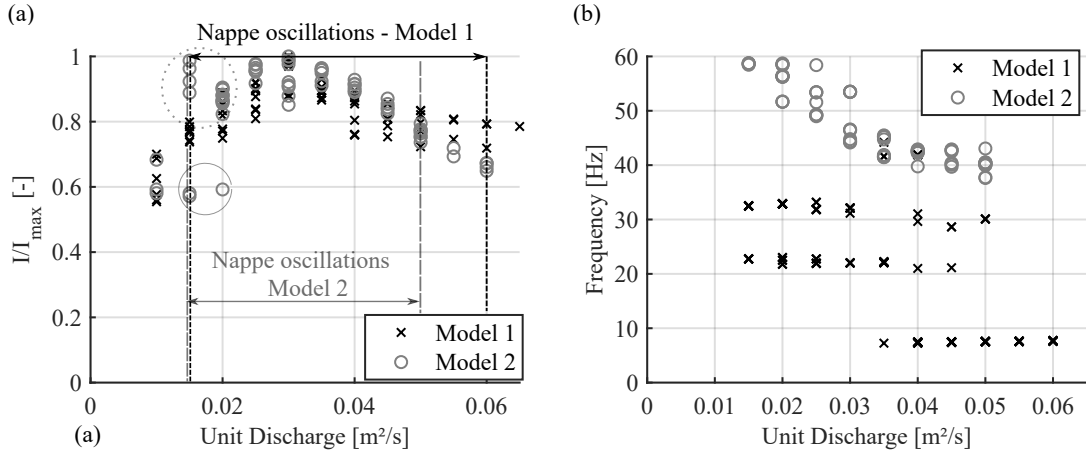 (a)
Nappe oscillations - Model 1
1
0.8
0.6
0.4
0.2
0
I/I_max [-]
Nappe oscillations
Model 2
Model 1
Model 2
0
0.02
0.04
0.06
(a)
Unit Discharge [m²/s]
(b)
60
50
40
30
20
10
0
Frequency [Hz]
Model 1
Model 2
0
0.01
0.02
0.03
0.04
0.05
0.06
Unit Discharge [m²/s]